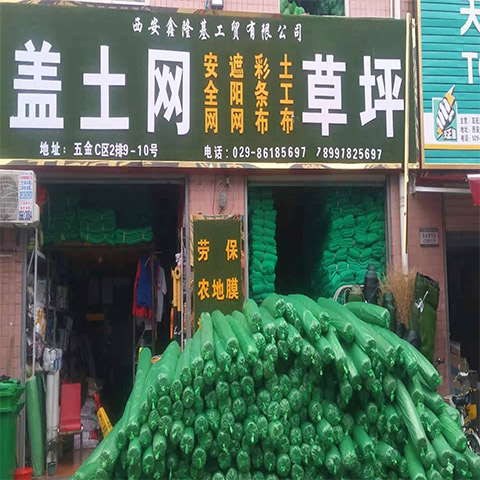 西安鑫隆基工贸有限公司
盖土网 安全网 遮阳网 彩条布 土工布 草坪
地址：五金C区2排9-10号 电话：029-86185697 18991825697
劳保
农地膜